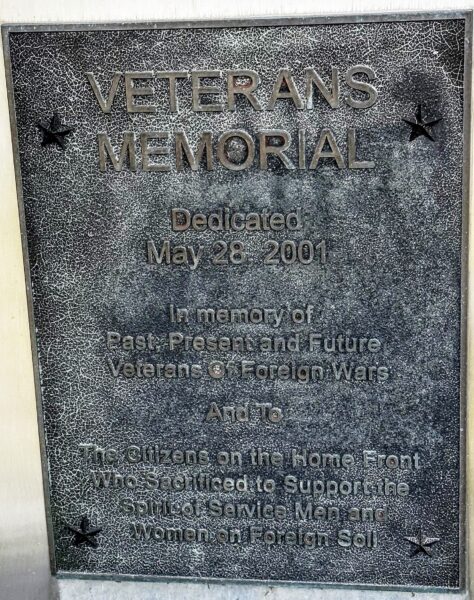 VETERANS
MEMORIAL
Dedicated
May 28, 2001
In memory of
Past, Present and Future
Veterans Of Foreign Wars
And To
The Citizens on the Home Front
Who Sacrificed to Support the
Spirit of Service Men and
Women on Foreign Soil